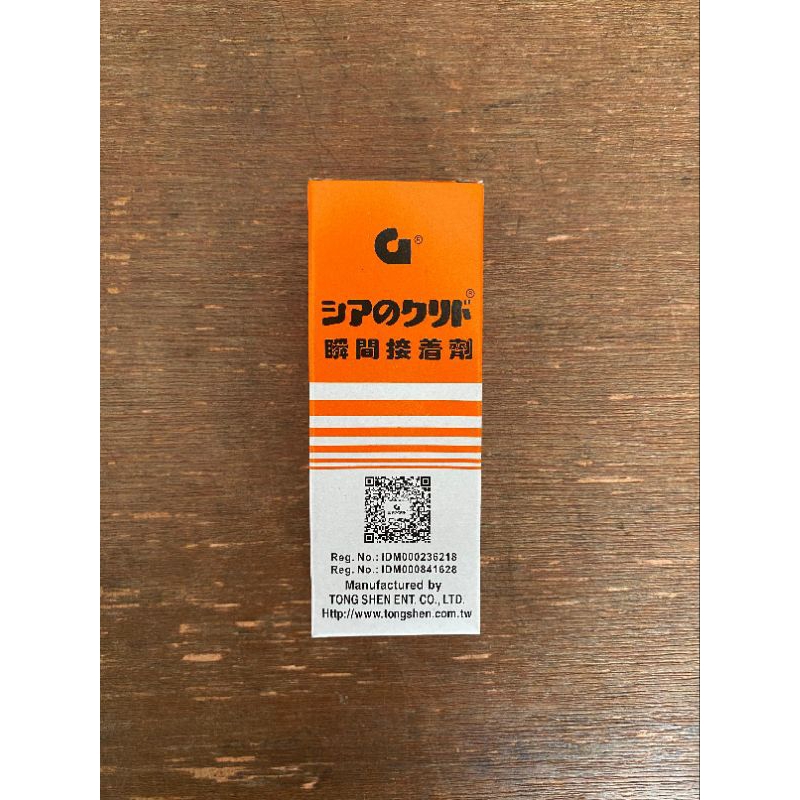 G®
シアのクリド®
瞬間接着劑
Reg. No.: IDM000236218
Reg. No.: IDM000841628
Manufactured by
TONG SHEN ENT. CO., LTD.
Http://www.tongshen.com.tw